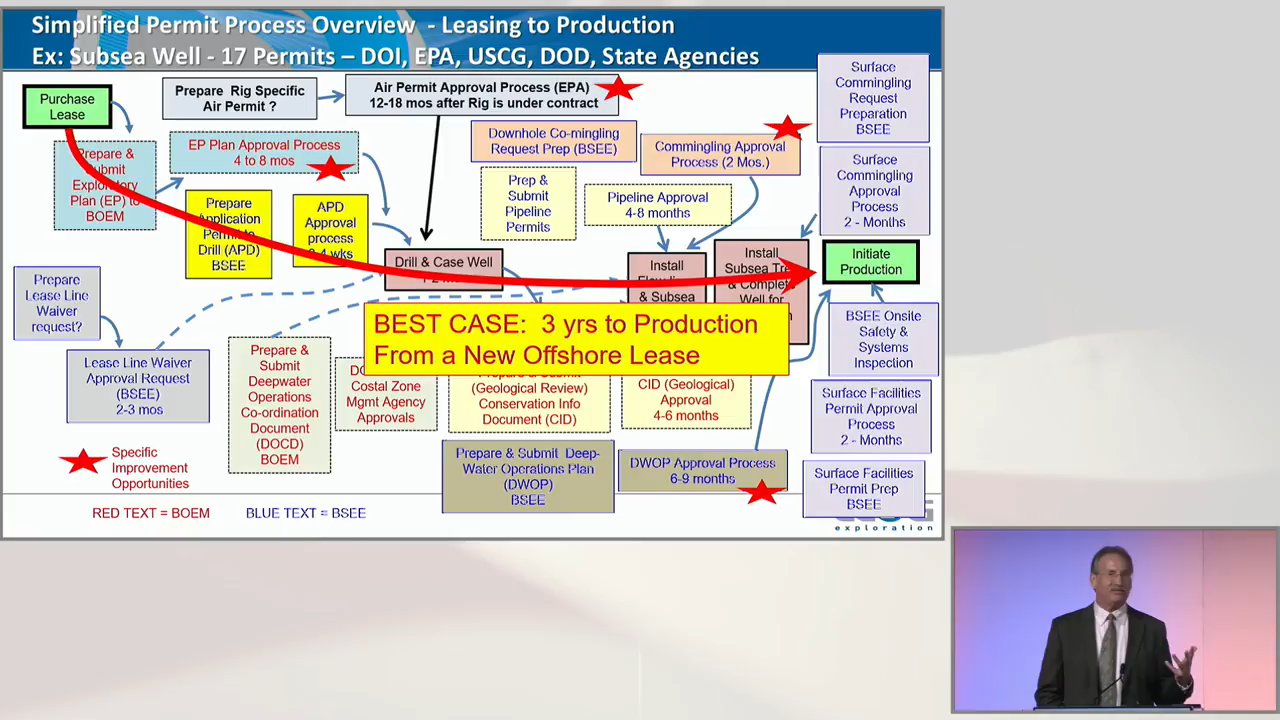 Simplified Permit Process Overview - Leasing to Production
Ex: Subsea Well - 17 Permits – DOI, EPA, USCG, DOD, State Agencies
Purchase
Lease
Prepare Rig Specific
Air Permit ?
Air Permit Approval Process (EPA)
12-18 mos after Rig is under contract
Surface
Commingling
Request
Preparation
BSEE
Prepare &
Submit
Exploratory
Plan (EP) to
BOEM
EP Plan Approval Process
4 to 8 mos
Downhole Co-mingling
Request Prep (BSEE)
Commingling Approval
Process (2 Mos.)
Prepare
Application
Permit to
Drill (APD)
BSEE
APD
Approval
process
wks
Prep &
Submit
Pipeline
Permits
Pipeline Approval
4-8 months
Surface
Commingling
Approval
Process
2 - Months
Drill & Case Well
Install
& Subsea
Install
Subsea
& Complete
Well for
Initiate
Production
Prepare
Lease Line
Waiver
request?
BEST CASE: 3 yrs to Production
From a New Offshore Lease
BSEE Onsite
Safety &
Systems
Inspection
Lease Line Waiver
Approval Request
(BSEE)
2-3 mos
Prepare &
Submit
Deepwater
Operations
Co-ordination
Document
(DOCD)
BOEM
Costal Zone
Mgmt Agency
Approvals
Prepare & Submit
(Geological Review)
Conservation Info
Document (CID)
CID (Geological)
Approval
4-6 months
Surface Facilities
Permit Approval
Process
2 - Months
Prepare & Submit Deep-
Water Operations Plan
(DWOP)
BSEE
DWOP Approval Process
6-9 months
Surface Facilities
Permit Prep
BSEE
Specific
Improvement
Opportunities
RED TEXT = BOEM
BLUE TEXT = BSEE
exploration